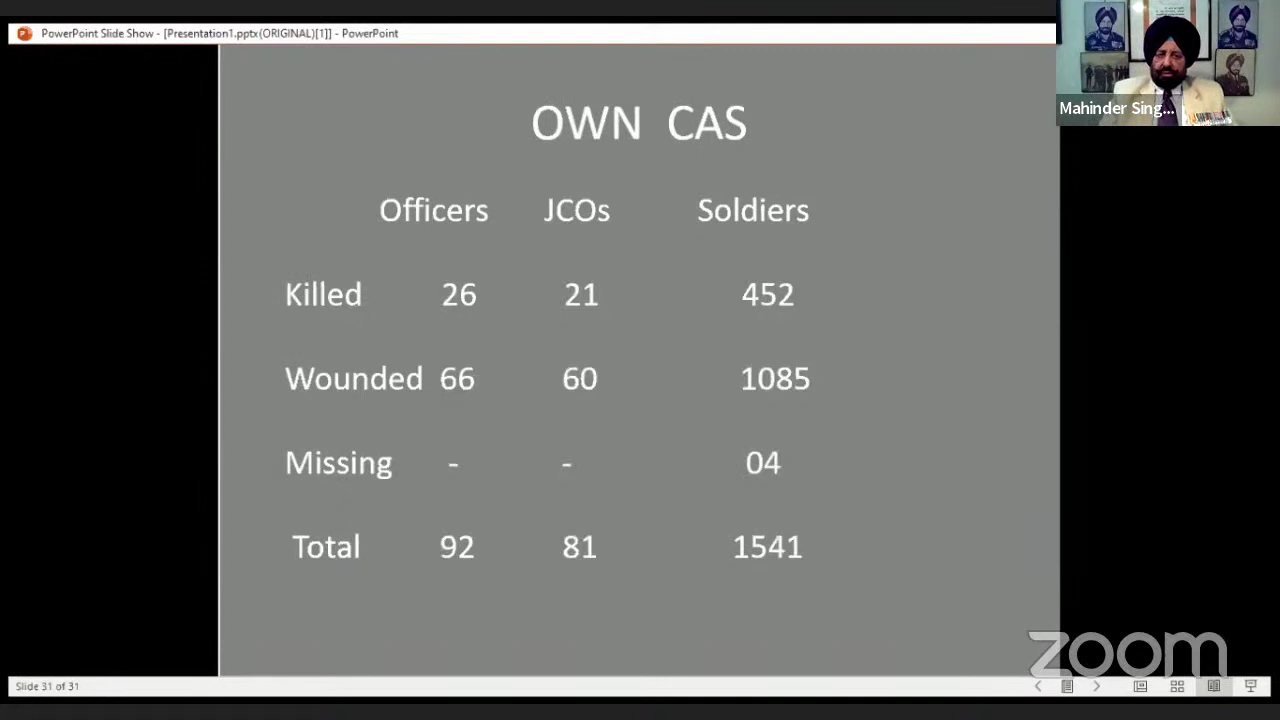 PowerPoint Slide Show - [Presentation1.pptx(ORIGINAL)[1]] - PowerPoint
Mahinder Sing...
OWN CAS
Officers JCOs Soldiers
Killed 26 21 452
Wounded 66 60 1085
Missing - - 04
Total 92 81 1541
zoom
Slide 31 of 31